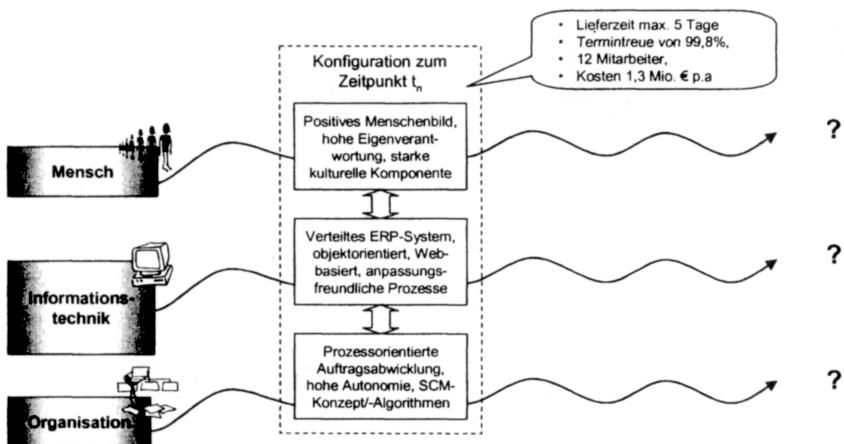 • Lieferzeit max. 5 Tage
• Termintreue von 99,8%,
• 12 Mitarbeiter,
• Kosten 1,3 Mio. € p.a
Konfiguration zum
Zeitpunkt tn
Mensch
Positives Menschenbild,
hohe Eigenverant-
wortung, starke
kulturelle Komponente
?
Informations-
technik
Verteiltes ERP-System,
objektorientiert, Web-
basiert, anpassungs-
freundliche Prozesse
?
Organisation
Prozessorientierte
Auftragsabwicklung,
hohe Autonomie, SCM-
Konzept/-Algorithmen
?